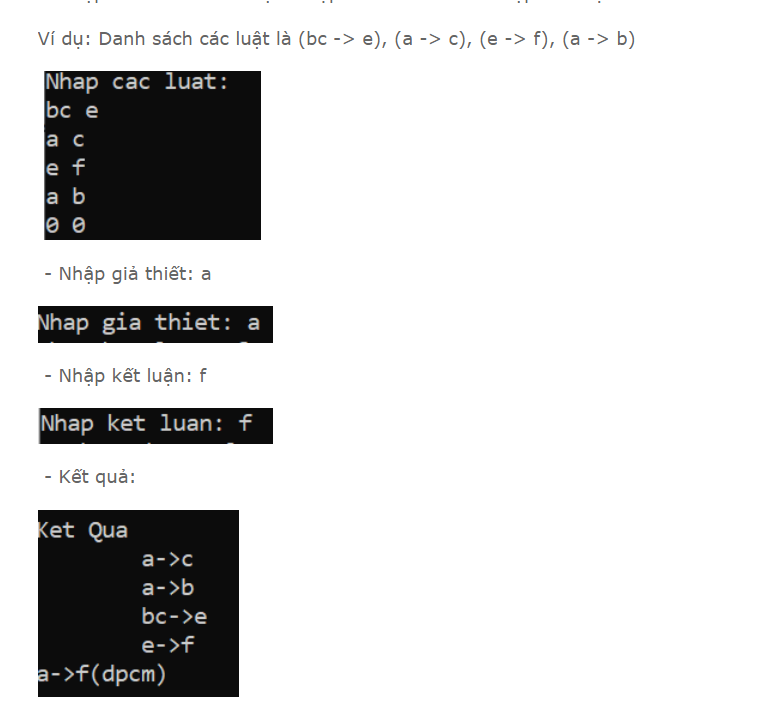 Ví dụ: Danh sách các luật là (bc -> e), (a -> c), (e -> f), (a -> b)
Nhap cac luat:
bc e
a c
e f
a b
0 0
- Nhập giả thiết: a
Nhap gia thiet: a
- Nhập kết luận: f
Nhap ket luan: f
- Kết quả:
Ket Qua
a->c
a->b
bc->e
e->f
a->f(dpcm)